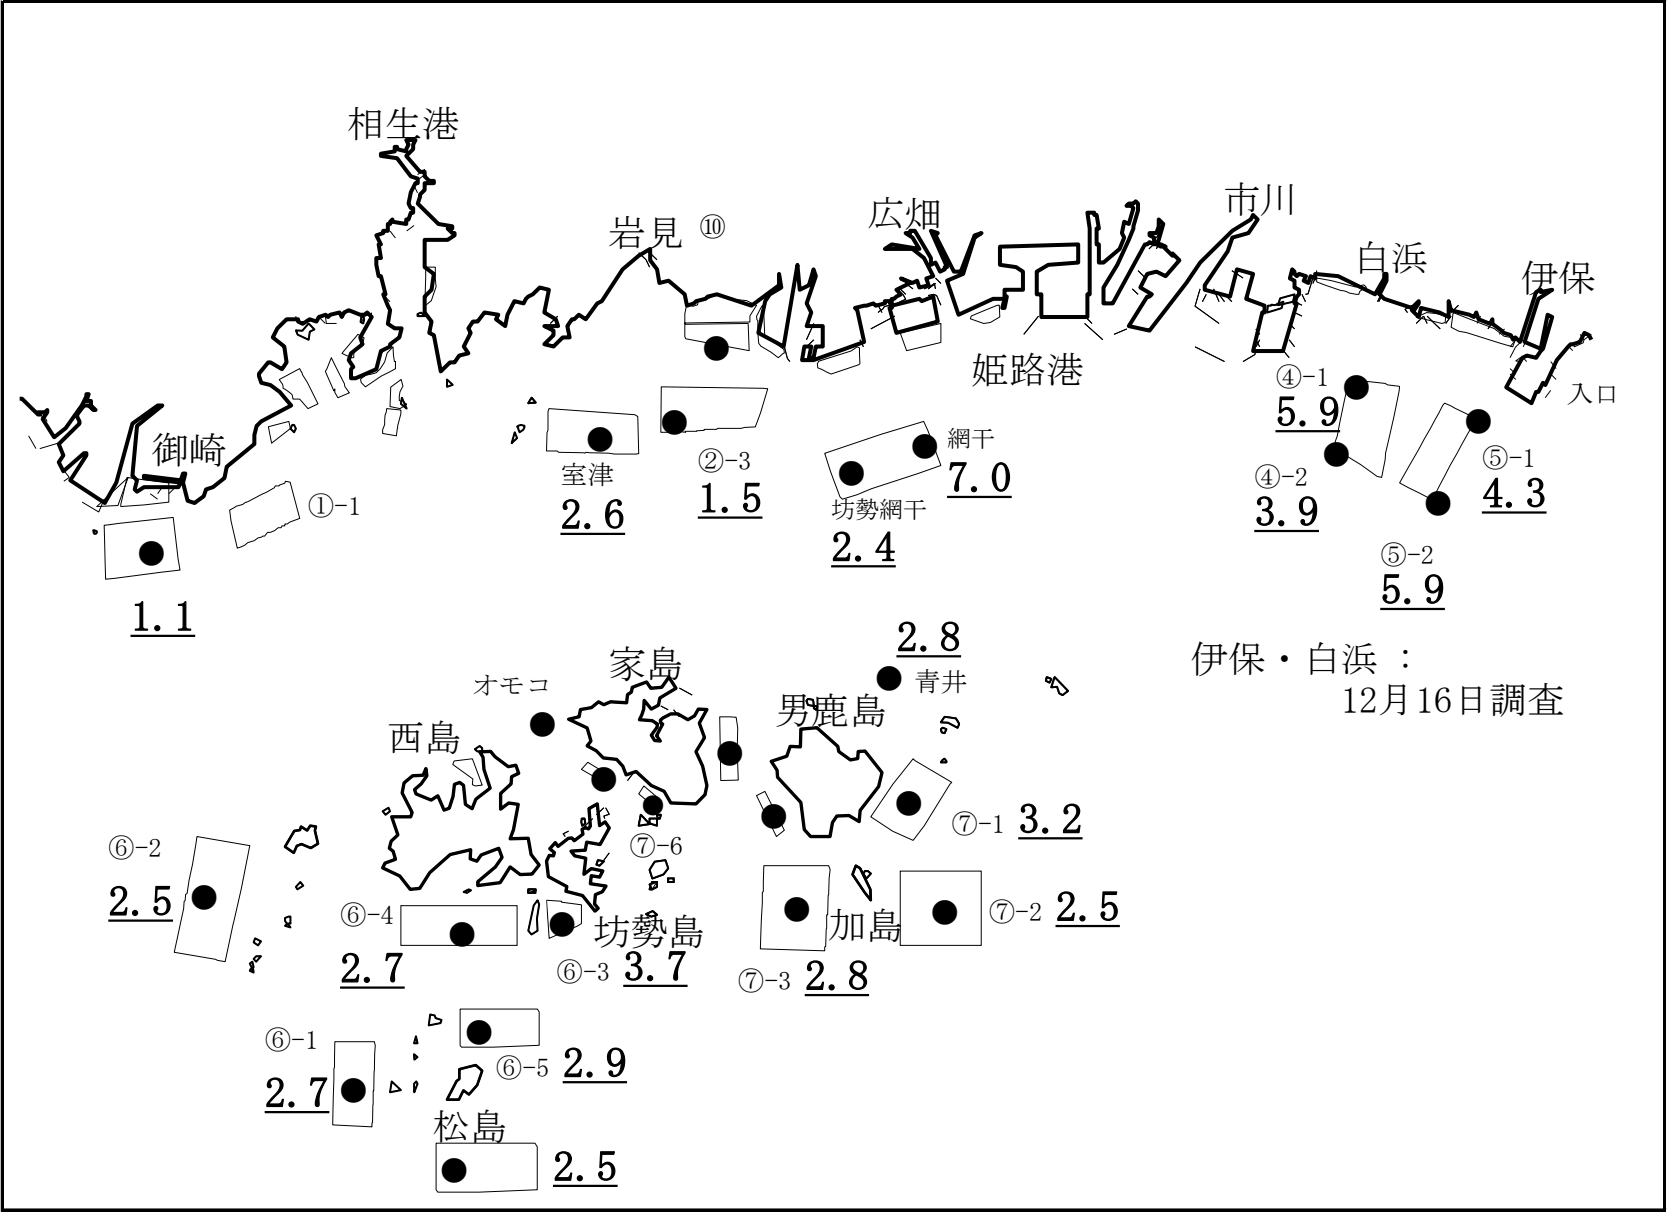 相生港
市川
広畑
岩見 ⑩
白浜
伊保
姫路港
④-1
5.9
入口
御崎
網干
7.0
②-3
1.5
室津
2.6
⑤-1
4.3
④-2
3.9
①-1
坊勢網干
2.4
⑤-2
5.9
1.1
2.8
青井
家島
オモコ
男鹿島
西島
伊保・白浜 :
12月16日調査
⑦-1 3.2
⑥-2
2.5
⑦-6
⑥-4
2.7
坊勢島
⑥-3 3.7
加島
⑦-2 2.5
⑦-3 2.8
⑥-1
2.7
⑥-5 2.9
松島
2.5